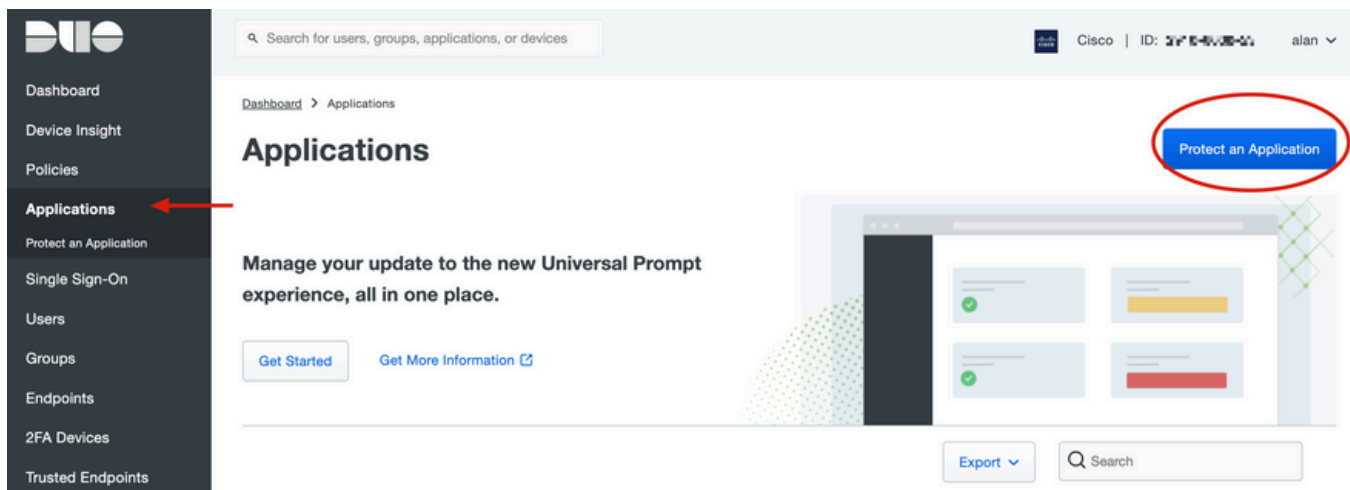 DUO
Search for users, groups, applications, or devices
Cisco | ID: alan
Dashboard
Device Insight
Policies
Applications
Protect an Application
Single Sign-On
Users
Groups
Endpoints
2FA Devices
Trusted Endpoints
Dashboard > Applications
Applications
Protect an Application
Manage your update to the new Universal Prompt
experience, all in one place.
Get Started Get More Information
Export Search